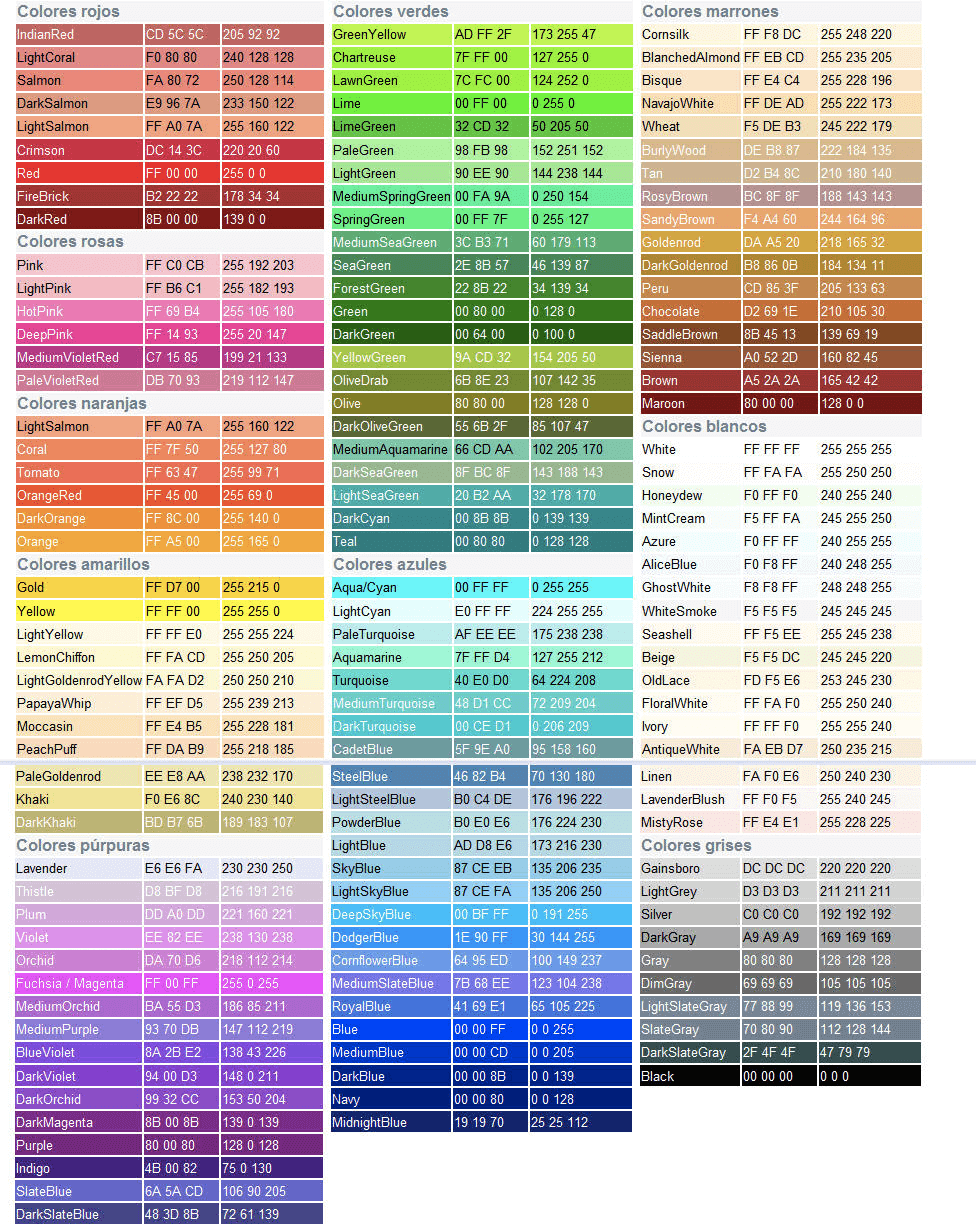 Colores rojos
IndianRed CD 5C 5C 205 92 92
LightCoral F0 80 80 240 128 128
Salmon FA 80 72 250 128 114
DarkSalmon E9 96 7A 233 150 122
LightSalmon FF A0 7A 255 160 122
Crimson DC 14 3C 220 20 60
Red FF 00 00 255 0 0
FireBrick B2 22 22 178 34 34
DarkRed 8B 00 00 139 0 0
Colores rosas
Pink FF C0 CB 255 192 203
LightPink FF B6 C1 255 182 193
HotPink FF 69 B4 255 105 180
DeepPink FF 14 93 255 20 147
MediumVioletRed C7 15 85 199 21 133
PaleVioletRed DB 70 93 219 112 147
Colores naranjas
LightSalmon FF A0 7A 255 160 122
Coral FF 7F 50 255 127 80
Tomato FF 63 47 255 99 71
OrangeRed FF 45 00 255 69 0
DarkOrange FF 8C 00 255 140 0
Orange FF A5 00 255 165 0
Colores amarillos
Gold FF D7 00 255 215 0
Yellow FF FF 00 255 255 0
LightYellow FF FF E0 255 255 224
LemonChiffon FF FA CD 255 250 205
LightGoldenrodYellow FA FA D2 250 250 210
PapayaWhip FF EF D5 255 239 213
Moccasin FF E4 B5 255 228 181
PeachPuff FF DA B9 255 218 185
PaleGoldenrod EE E8 AA 238 232 170
Khaki F0 E6 8C 240 230 140
DarkKhaki BD B7 6B 189 183 107
Colores púrpuras
Lavender E6 E6 FA 230 230 250
Thistle D8 BF D8 216 191 216
Plum DD A0 DD 221 160 221
Violet EE 82 EE 238 130 238
Orchid DA 70 D6 218 112 214
Fuchsia / Magenta FF 00 FF 255 0 255
MediumOrchid BA 55 D3 186 85 211
MediumPurple 93 70 DB 147 112 219
BlueViolet 8A 2B E2 138 43 226
DarkViolet 94 00 D3 148 0 211
DarkOrchid 99 32 CC 153 50 204
DarkMagenta 8B 00 8B 139 0 139
Purple 80 00 80 128 0 128
Indigo 4B 00 82 75 0 130
SlateBlue 6A 5A CD 106 90 205
DarkSlateBlue 48 3D 8B 72 61 139
Colores verdes
GreenYellow AD FF 2F 173 255 47
Chartreuse 7F FF 00 127 255 0
LawnGreen 7C FC 00 124 252 0
Lime 00 FF 00 0 255 0
LimeGreen 32 CD 32 50 205 50
PaleGreen 98 FB 98 152 251 152
LightGreen 90 EE 90 144 238 144
MediumSpringGreen 00 FA 9A 0 250 154
SpringGreen 00 FF 7F 0 255 127
MediumSeaGreen 3C B3 71 60 179 113
SeaGreen 2E 8B 57 46 139 87
ForestGreen 22 8B 22 34 139 34
Green 00 80 00 0 128 0
DarkGreen 00 64 00 0 100 0
YellowGreen 9A CD 32 154 205 50
OliveDrab 6B 8E 23 107 142 35
Olive 80 80 00 128 128 0
DarkOliveGreen 55 6B 2F 85 107 47
MediumAquamarine 66 CD AA 102 205 170
DarkSeaGreen 8F BC 8F 143 188 143
LightSeaGreen 20 B2 AA 32 178 170
DarkCyan 00 8B 8B 0 139 139
Teal 00 80 80 0 128 128
Colores azules
Aqua/Cyan 00 FF FF 0 255 255
LightCyan E0 FF FF 224 255 255
PaleTurquoise AF EE EE 175 238 238
Aquamarine 7F FF D4 127 255 212
Turquoise 40 E0 D0 64 224 208
MediumTurquoise 48 D1 CC 72 209 204
DarkTurquoise 00 CE D1 0 206 209
CadetBlue 5F 9E A0 95 158 160
SteelBlue 46 82 B4 70 130 180
LightSteelBlue B0 C4 DE 176 196 222
PowderBlue B0 E0 E6 176 224 230
LightBlue AD D8 E6 173 216 230
SkyBlue 87 CE EB 135 206 235
LightSkyBlue 87 CE FA 135 206 250
DeepSkyBlue 00 BF FF 0 191 255
DodgerBlue 1E 90 FF 30 144 255
CornflowerBlue 64 95 ED 100 149 237
MediumSlateBlue 7B 68 EE 123 104 238
RoyalBlue 41 69 E1 65 105 225
Blue 00 00 FF 0 0 255
MediumBlue 00 00 CD 0 0 205
DarkBlue 00 00 8B 0 0 139
Navy 00 00 80 0 0 128
MidnightBlue 19 19 70 25 25 112
Colores marrones
Cornsilk FF F8 DC 255 248 220
BlanchedAlmond FF EB CD 255 235 205
Bisque FF E4 C4 255 228 196
NavajoWhite FF DE AD 255 222 173
Wheat F5 DE B3 245 222 179
BurlyWood DE B8 87 222 184 135
Tan D2 B4 8C 210 180 140
RosyBrown BC 8F 8F 188 143 143
SandyBrown F4 A4 60 244 164 96
Goldenrod DA A5 20 218 165 32
DarkGoldenrod B8 86 0B 184 134 11
Peru CD 85 3F 205 133 63
Chocolate D2 69 1E 210 105 30
SaddleBrown 8B 45 13 139 69 19
Sienna A0 52 2D 160 82 45
Brown A5 2A 2A 165 42 42
Maroon 80 00 00 128 0 0
Colores blancos
White FF FF FF 255 255 255
Snow FF FA FA 255 250 250
Honeydew F0 FF F0 240 255 240
MintCream F5 FF FA 245 255 250
Azure F0 FF FF 240 255 255
AliceBlue F0 F8 FF 240 248 255
GhostWhite F8 F8 FF 248 248 255
WhiteSmoke F5 F5 F5 245 245 245
Seashell FF F5 EE 255 245 238
Beige F5 F5 DC 245 245 220
OldLace FD F5 E6 253 245 230
FloralWhite FF FA F0 255 250 240
Ivory FF FF F0 255 255 240
AntiqueWhite FA EB D7 250 235 215
Linen FA F0 E6 250 240 230
LavenderBlush FF F0 F5 255 240 245
MistyRose FF E4 E1 255 228 225
Colores grises
Gainsboro DC DC DC 220 220 220
LightGrey D3 D3 D3 211 211 211
Silver C0 C0 C0 192 192 192
DarkGray A9 A9 A9 169 169 169
Gray 80 80 80 128 128 128
DimGray 69 69 69 105 105 105
LightSlateGray 77 88 99 119 136 153
SlateGray 70 80 90 112 128 144
DarkSlateGray 2F 4F 4F 47 79 79
Black 00 00 00 0 0 0